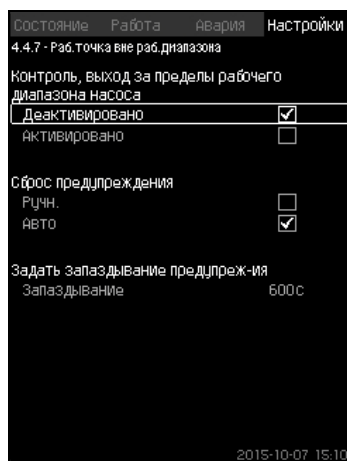 Состояние Работа Авария Настройки
4.4.7 - Раб.точка вне раб.диапазона
Контроль, выход за пределы рабочего
диапазона насоса
Деактивировано
Активировано
Сброс предупреждения
Ручн.
Авто
Задать запаздывание предупреж-ия
Запаздывание 600с
2015-10-07 15:10